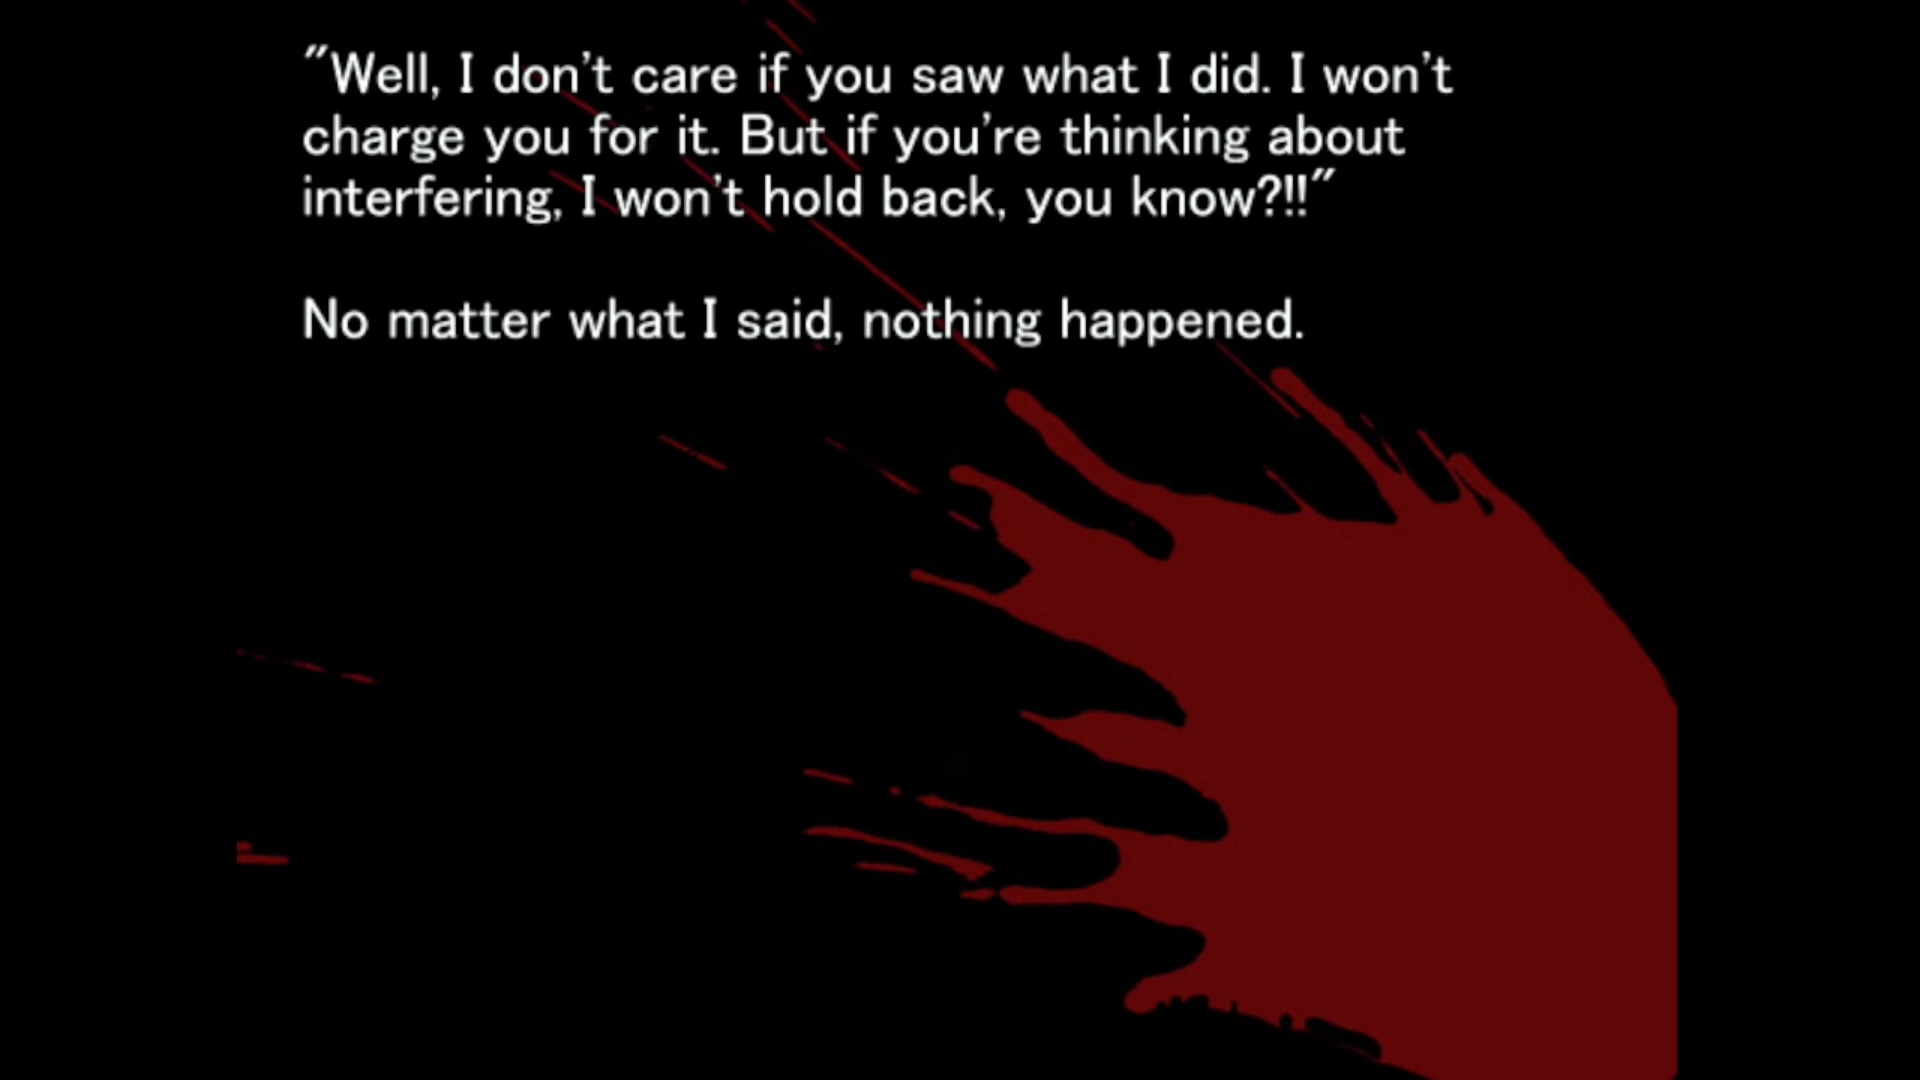 "Well, I don't care if you saw what I did. I won't
charge you for it. But if you're thinking about
interfering, I won't hold back, you know?!!"
No matter what I said, nothing happened.